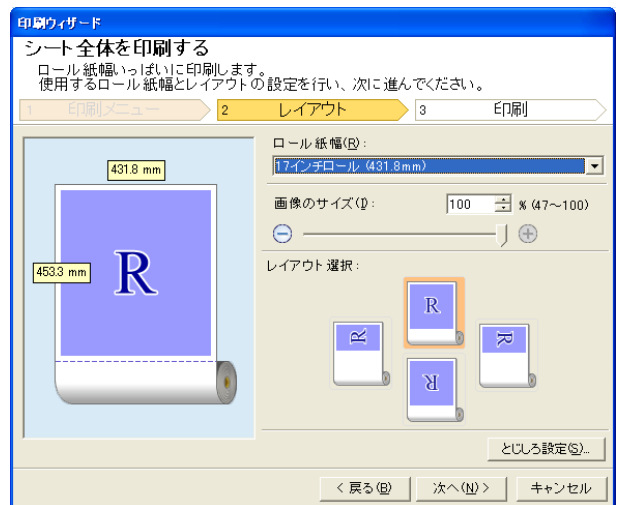 印刷ウィザード
シート全体を印刷する
ロール紙幅いっぱいに印刷します。
使用するロール紙幅とレイアウトの設定を行い、次に進んでください。
1 印刷メニュー 2 レイアウト 3 印刷
ロール紙幅(R):
17インチロール (431.8mm)
431.8 mm
画像のサイズ(I): 100 % (47～100)
レイアウト選択:
453.3 mm
R
R
R
R
R
とじしろ設定(S)...
< 戻る(B) 次へ(N) > キャンセル